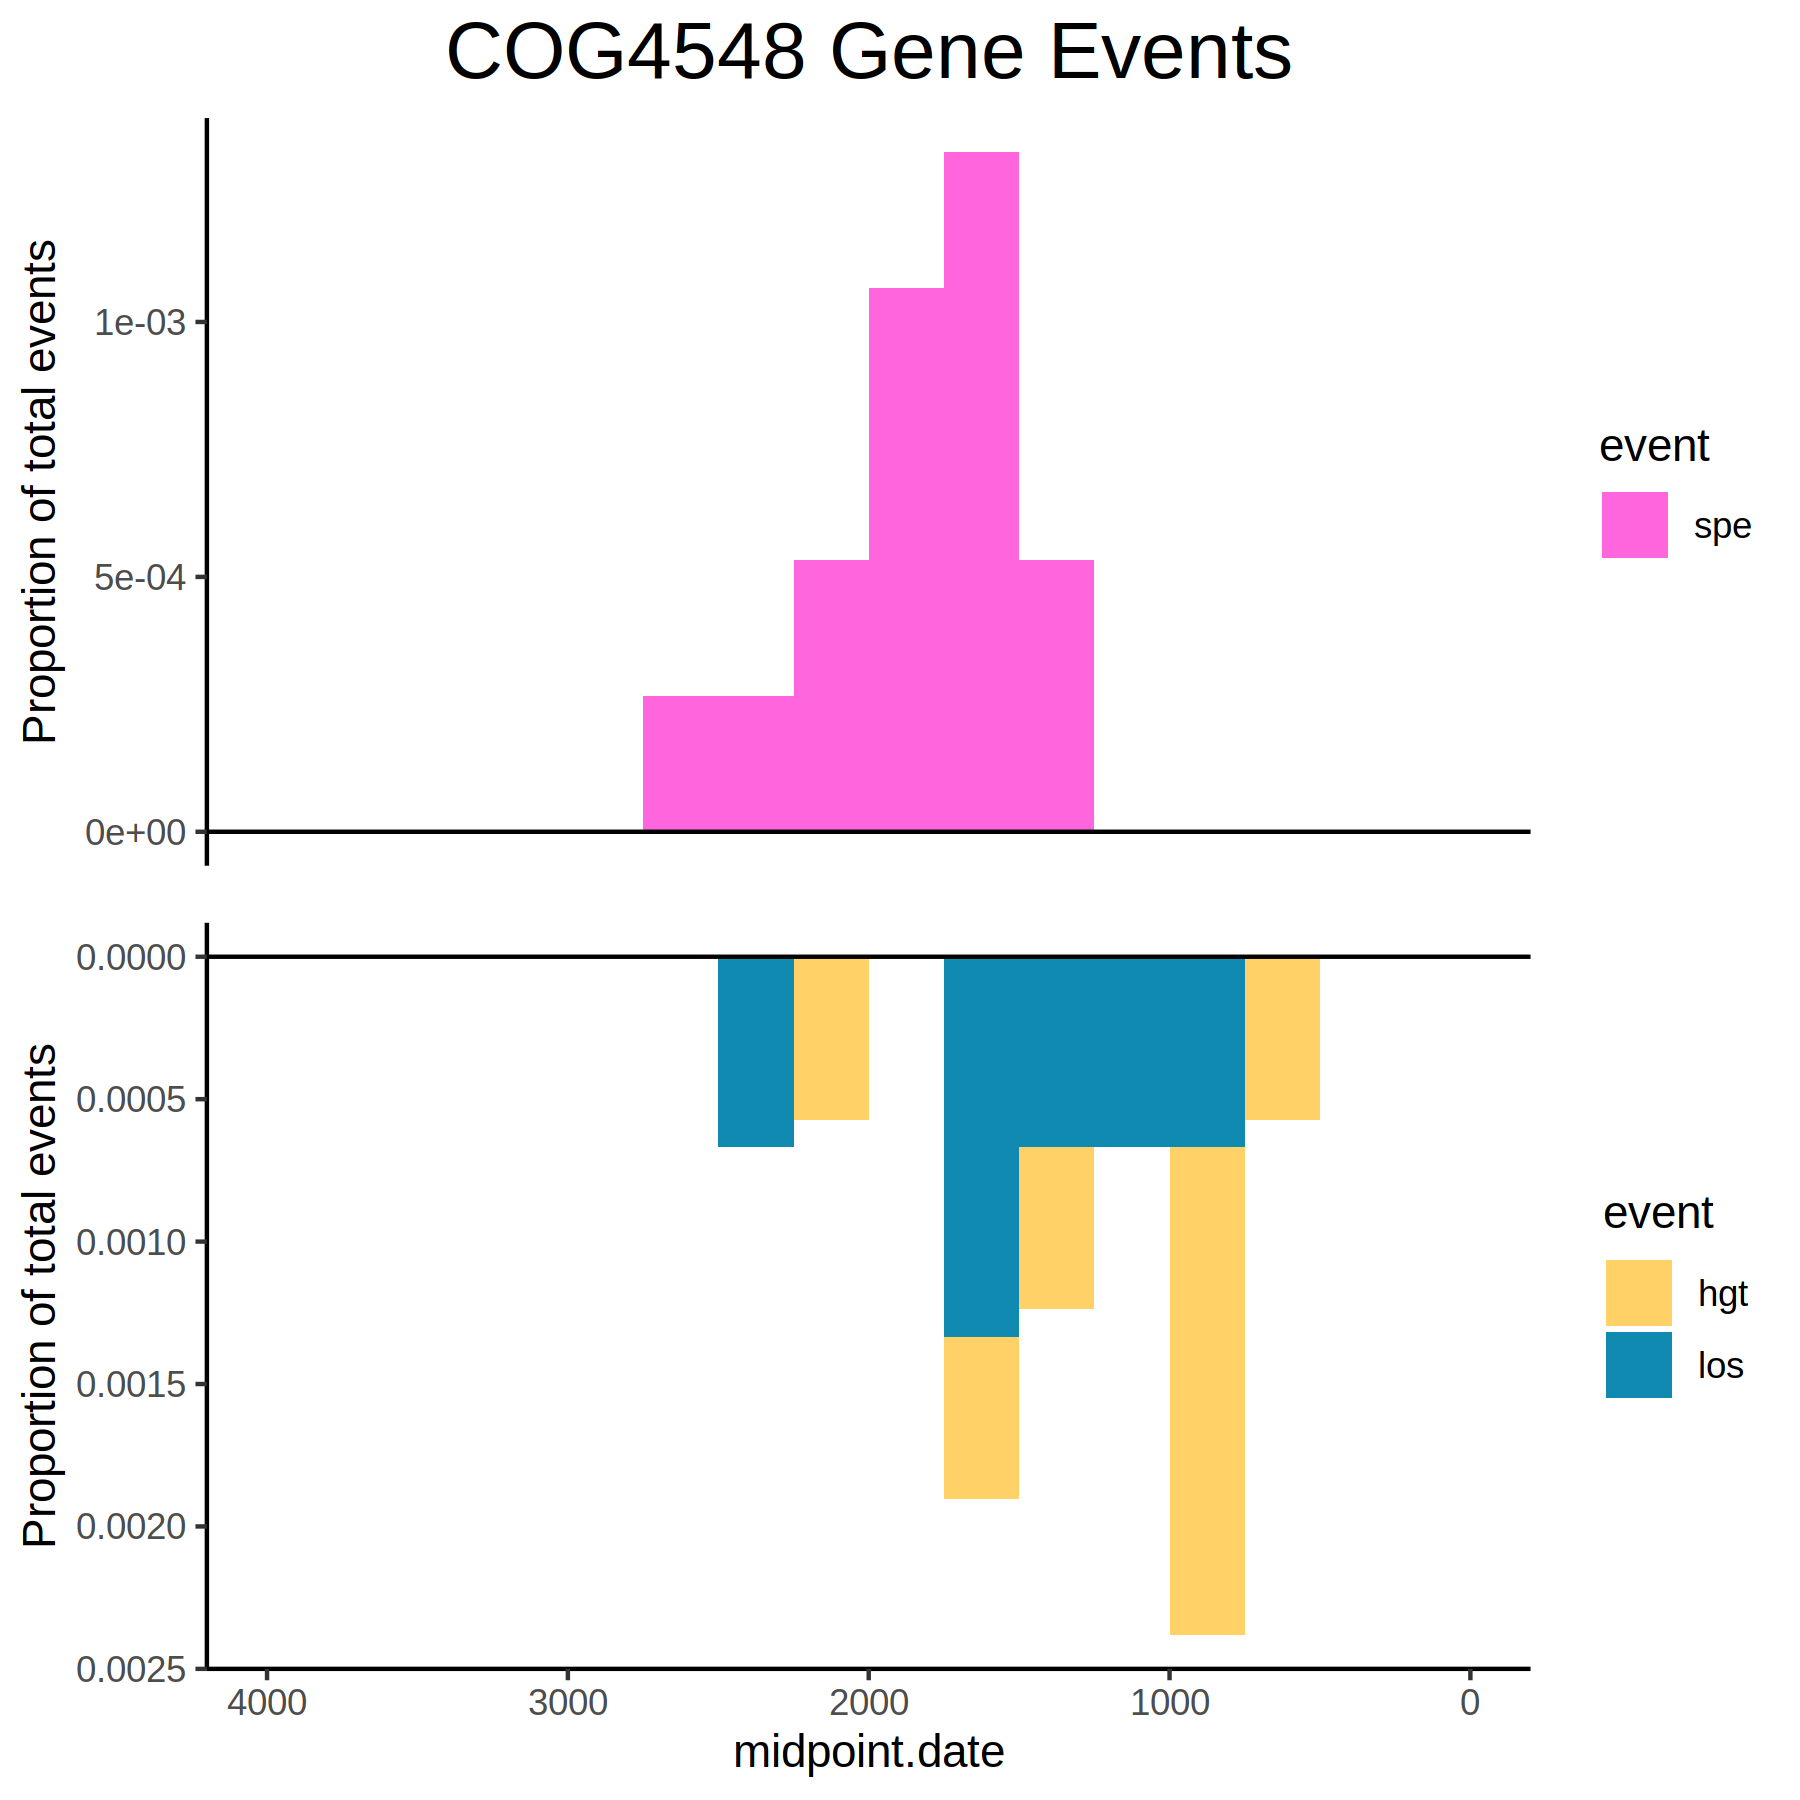 COG4548 Gene Events
Proportion of total events
1e-03
5e-04
0e+00
event
spe
Proportion of total events
0.0000
0.0005
0.0010
0.0015
0.0020
0.0025
4000 3000 2000 1000 0
midpoint.date
event
hgt
los